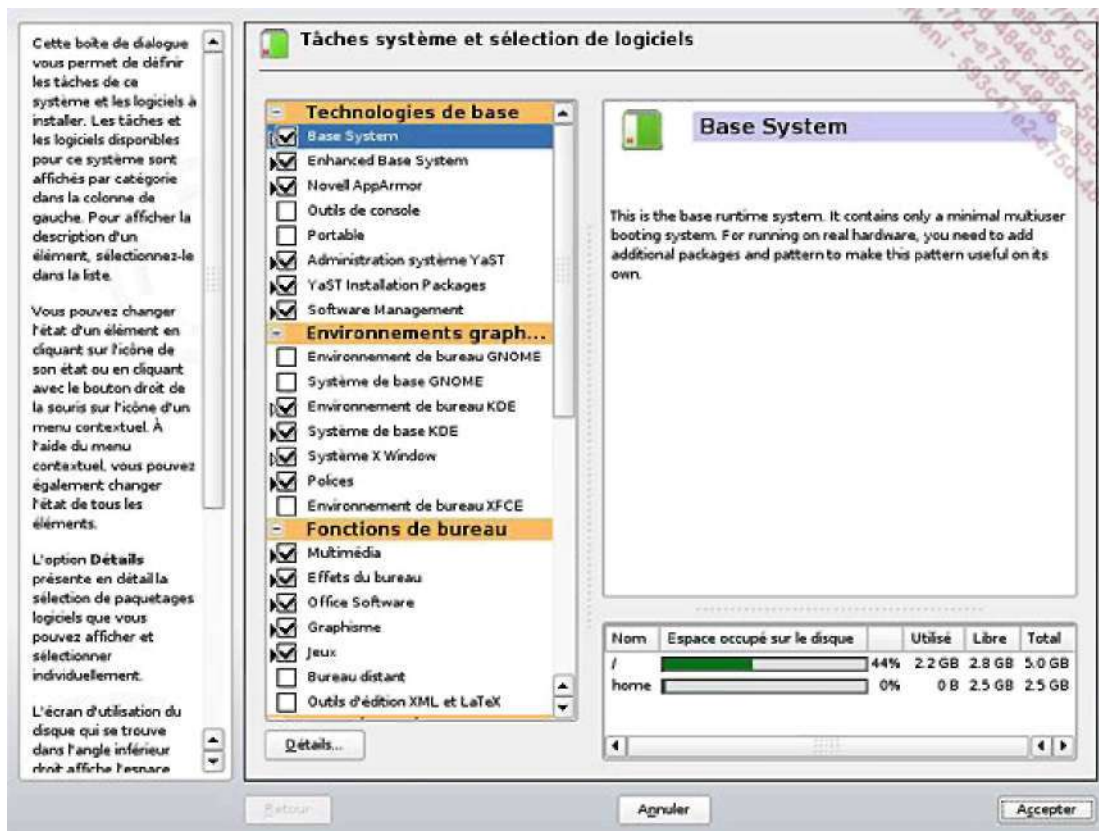 Cette boîte de dialogue
vous permet de définir
les tâches de ce
système et les logiciels à
installer. Les tâches et
les logiciels disponibles
pour ce système sont
affichés par catégorie
dans la colonne de
gauche. Pour afficher la
description d'un
élément, sélectionnez-le
dans la liste.
Vous pouvez changer
l'état d'un élément en
cliquant sur l'icône de
son état ou en cliquant
avec le bouton droit de
la souris sur l'icône d'un
menu contextuel. À
l'aide du menu
contextuel, vous pouvez
également changer
l'état de tous les
éléments.
L'option Détails
présente en détail la
sélection de paquetages
logiciels que vous
pouvez afficher et
sélectionner
individuellement.
L'écran d'utilisation du
disque qui se trouve
dans l'angle inférieur
droit affiche l'espace
Tâches système et sélection de logiciels
Technologies de base
Base System
Enhanced Base System
Novell AppArmor
Outils de console
Portable
Administration système YaST
YaST Installation Packages
Software Management
Environnements graph...
Environnement de bureau GNOME
Système de base GNOME
Environnement de bureau KDE
Système de base KDE
Système X Window
Polices
Environnement de bureau XFCE
Fonctions de bureau
Multimédia
Effets du bureau
Office Software
Graphisme
Jeux
Bureau distant
Outils d'édition XML et LaTeX
Détails...
Base System
This is the base runtime system. It contains only a minimal multiuser
booting system. For running on real hardware, you need to add
additional packages and pattern to make this pattern useful on its
own.
Nom Espace occupé sur le disque Utilisé Libre Total
/ 44% 2.2 GB 2.8 GB 5.0 GB
home 0% 0 B 2.5 GB 2.5 GB
Retour
Annuler
Accepter